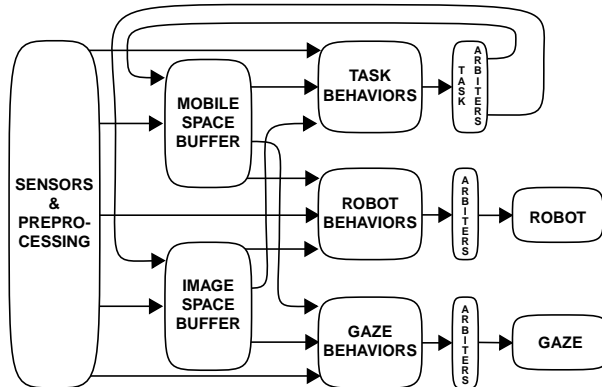 SENSORS
&
PREPRO-
CESSING
MOBILE
SPACE
BUFFER
IMAGE
SPACE
BUFFER
TASK
BEHAVIORS
TASK
ARBITERS
ROBOT
BEHAVIORS
ARBITERS
ROBOT
GAZE
BEHAVIORS
ARBITERS
GAZE